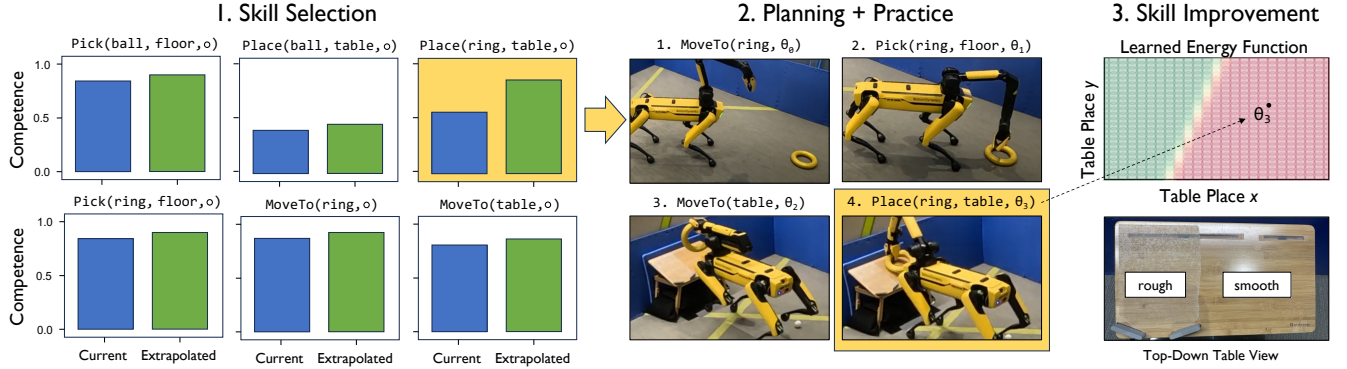 1. Skill Selection
Pick(ball, floor,∘)
Place(ball, table,∘)
Place(ring, table,∘)
Competence
1.0
0.5
0.0
Pick(ring, floor,∘)
MoveTo(ring,∘)
MoveTo(table,∘)
Competence
1.0
0.5
0.0
Current
Extrapolated
Current
Extrapolated
Current
Extrapolated
2. Planning + Practice
1. MoveTo(ring, θ₀)
2. Pick(ring, floor, θ₁)
3. MoveTo(table, θ₂)
4. Place(ring, table, θ₃)
3. Skill Improvement
Learned Energy Function
Table Place y
θ₃
Table Place x
rough
smooth
Top-Down Table View